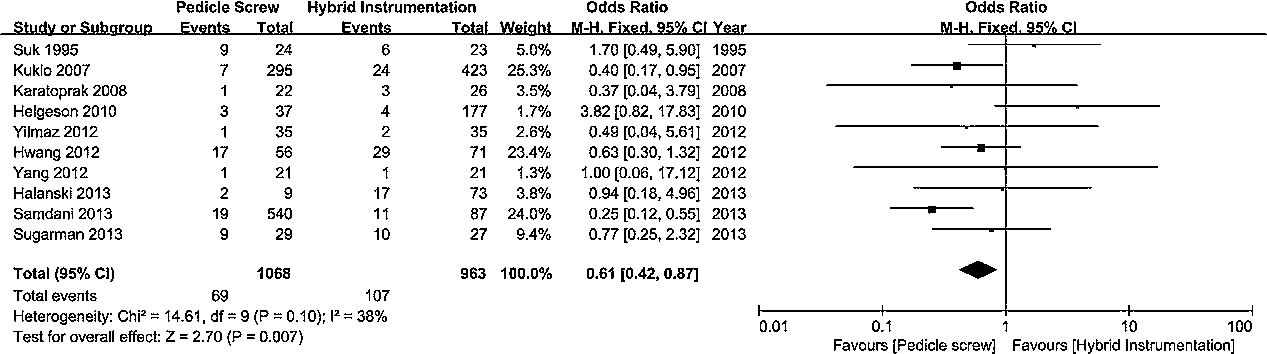 Pedicle Screw Hybrid Instrumentation Odds Ratio Odds Ratio
Study or Subgroup Events Total Events Total Weight M-H, Fixed, 95% CI Year M-H, Fixed, 95% CI
Suk 1995 9 24 6 23 5.0% 1.70 [0.49, 5.90] 1995
Kuklo 2007 7 295 24 423 25.3% 0.40 [0.17, 0.95] 2007
Karatoprak 2008 1 22 3 26 3.5% 0.37 [0.04, 3.79] 2008
Helgeson 2010 3 37 4 177 1.7% 3.82 [0.82, 17.83] 2010
Yilmaz 2012 1 35 2 35 2.6% 0.49 [0.04, 5.61] 2012
Hwang 2012 17 56 29 71 23.4% 0.63 [0.30, 1.32] 2012
Yang 2012 1 21 1 21 1.3% 1.00 [0.06, 17.12] 2012
Halanski 2013 2 9 17 73 3.8% 0.94 [0.18, 4.96] 2013
Samdani 2013 19 540 11 87 24.0% 0.25 [0.12, 0.55] 2013
Sugarman 2013 9 29 10 27 9.4% 0.77 [0.25, 2.32] 2013
Total (95% CI) 1068 963 100.0% 0.61 [0.42, 0.87]
Total events 69 107
Heterogeneity: Chi² = 14.61, df = 9 (P = 0.10); I² = 38%
Test for overall effect: Z = 2.70 (P = 0.007)
0.01 0.1 1 10 100
Favours [Pedicle screw] Favours [Hybrid Instrumentation]